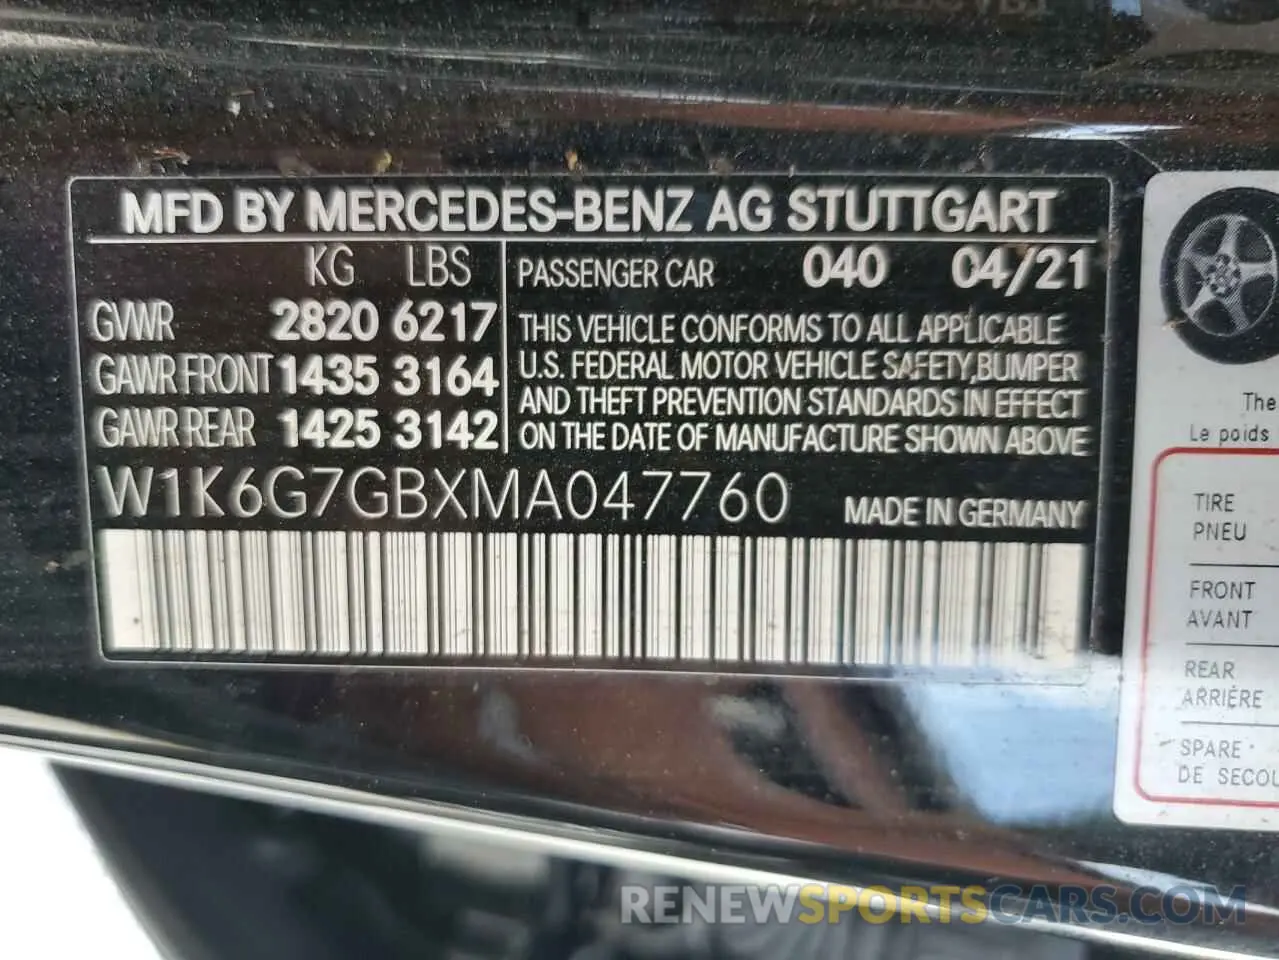 MFD BY MERCEDES-BENZ AG STUTTGART
KG LBS
GVWR 2820 6217
GAWR FRONT 1435 3164
GAWR REAR 1425 3142
PASSENGER CAR 040 04/21
THIS VEHICLE CONFORMS TO ALL APPLICABLE
U.S. FEDERAL MOTOR VEHICLE SAFETY,BUMPER
AND THEFT PREVENTION STANDARDS IN EFFECT
ON THE DATE OF MANUFACTURE SHOWN ABOVE
W1K6G7GBXMA047760 MADE IN GERMANY
The
Le poids
TIRE
PNEU
FRONT
AVANT
REAR
ARRIÈRE
SPARE
DE
RENEWSPORTSCARS.COM